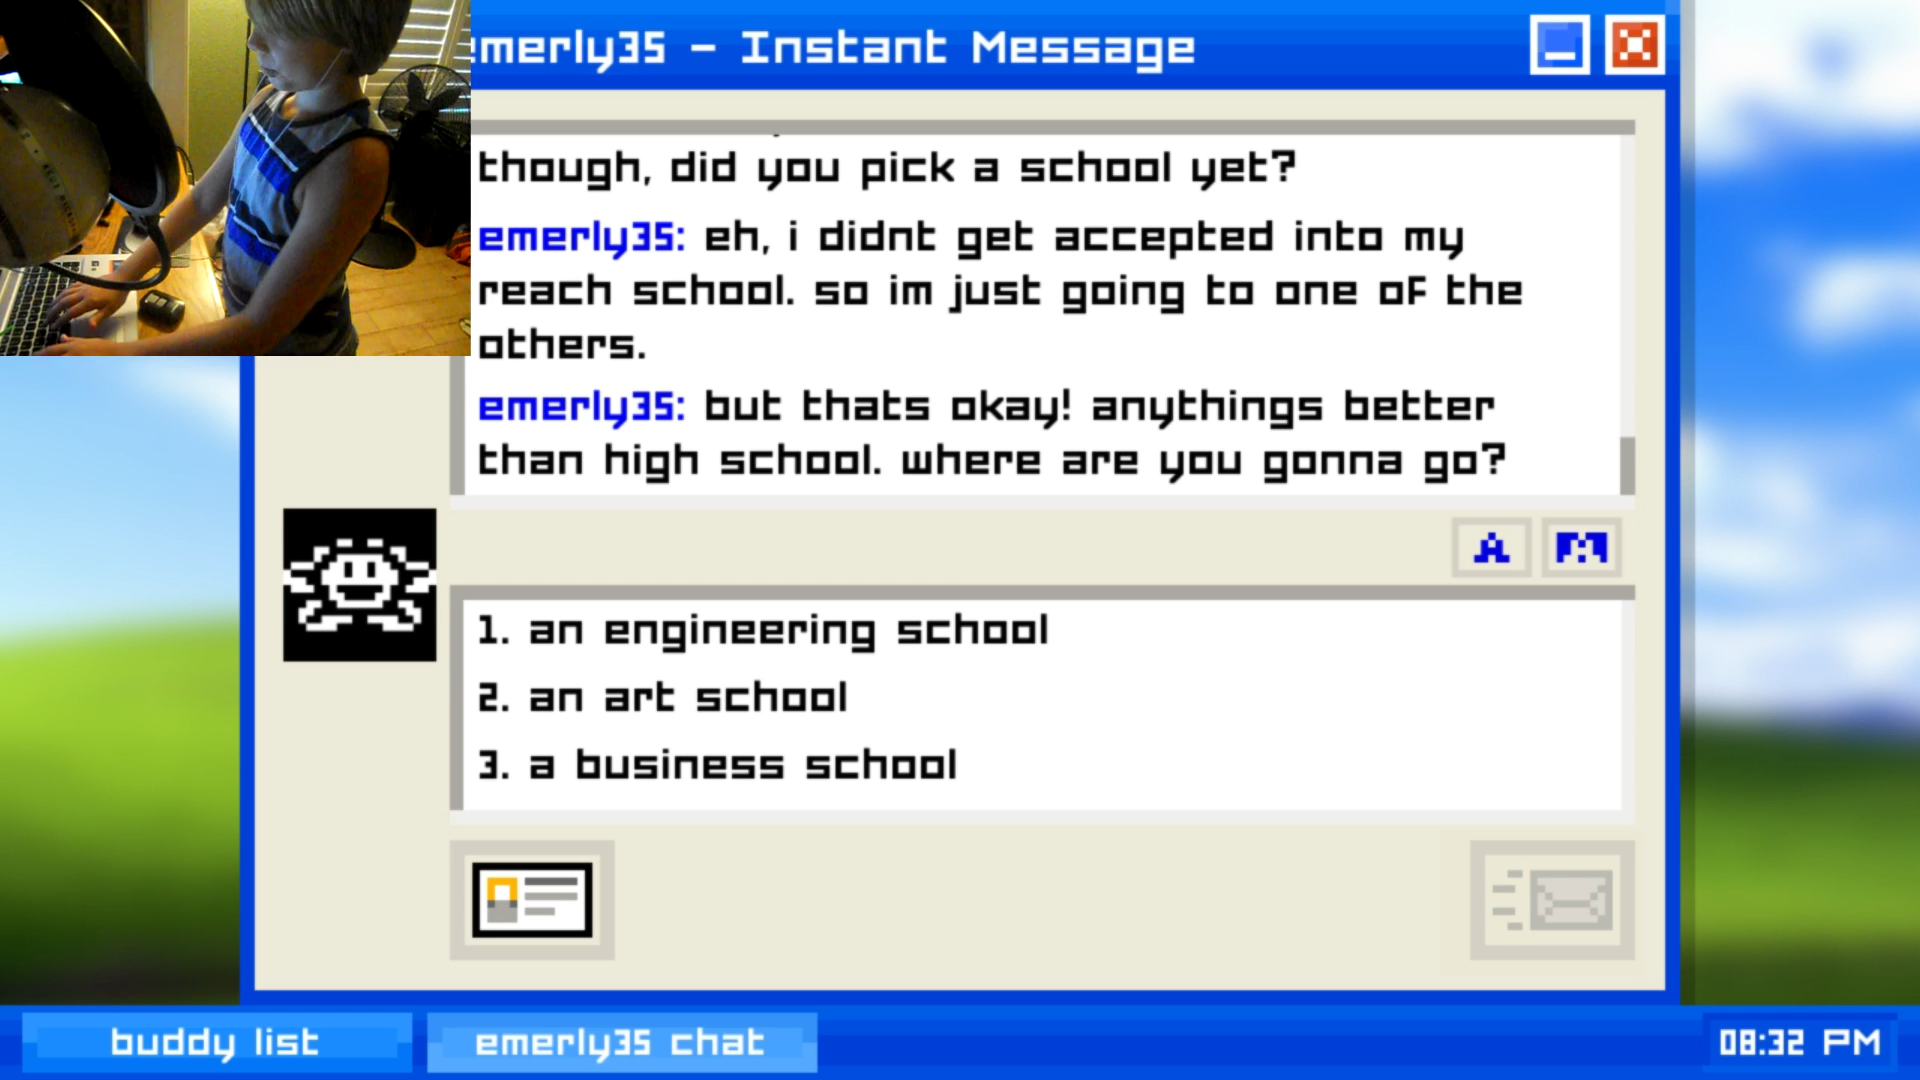 emerly35 - Instant Message
though, did you pick a school yet?
emerly35: eh, i didnt get accepted into my
reach school. so im just going to one of the
others.
emerly35: but thats okay! anythings better
than high school. where are you gonna go?
A
1. an engineering school
2. an art school
3. a business school
buddy list
emerly35 chat
08:32 PM